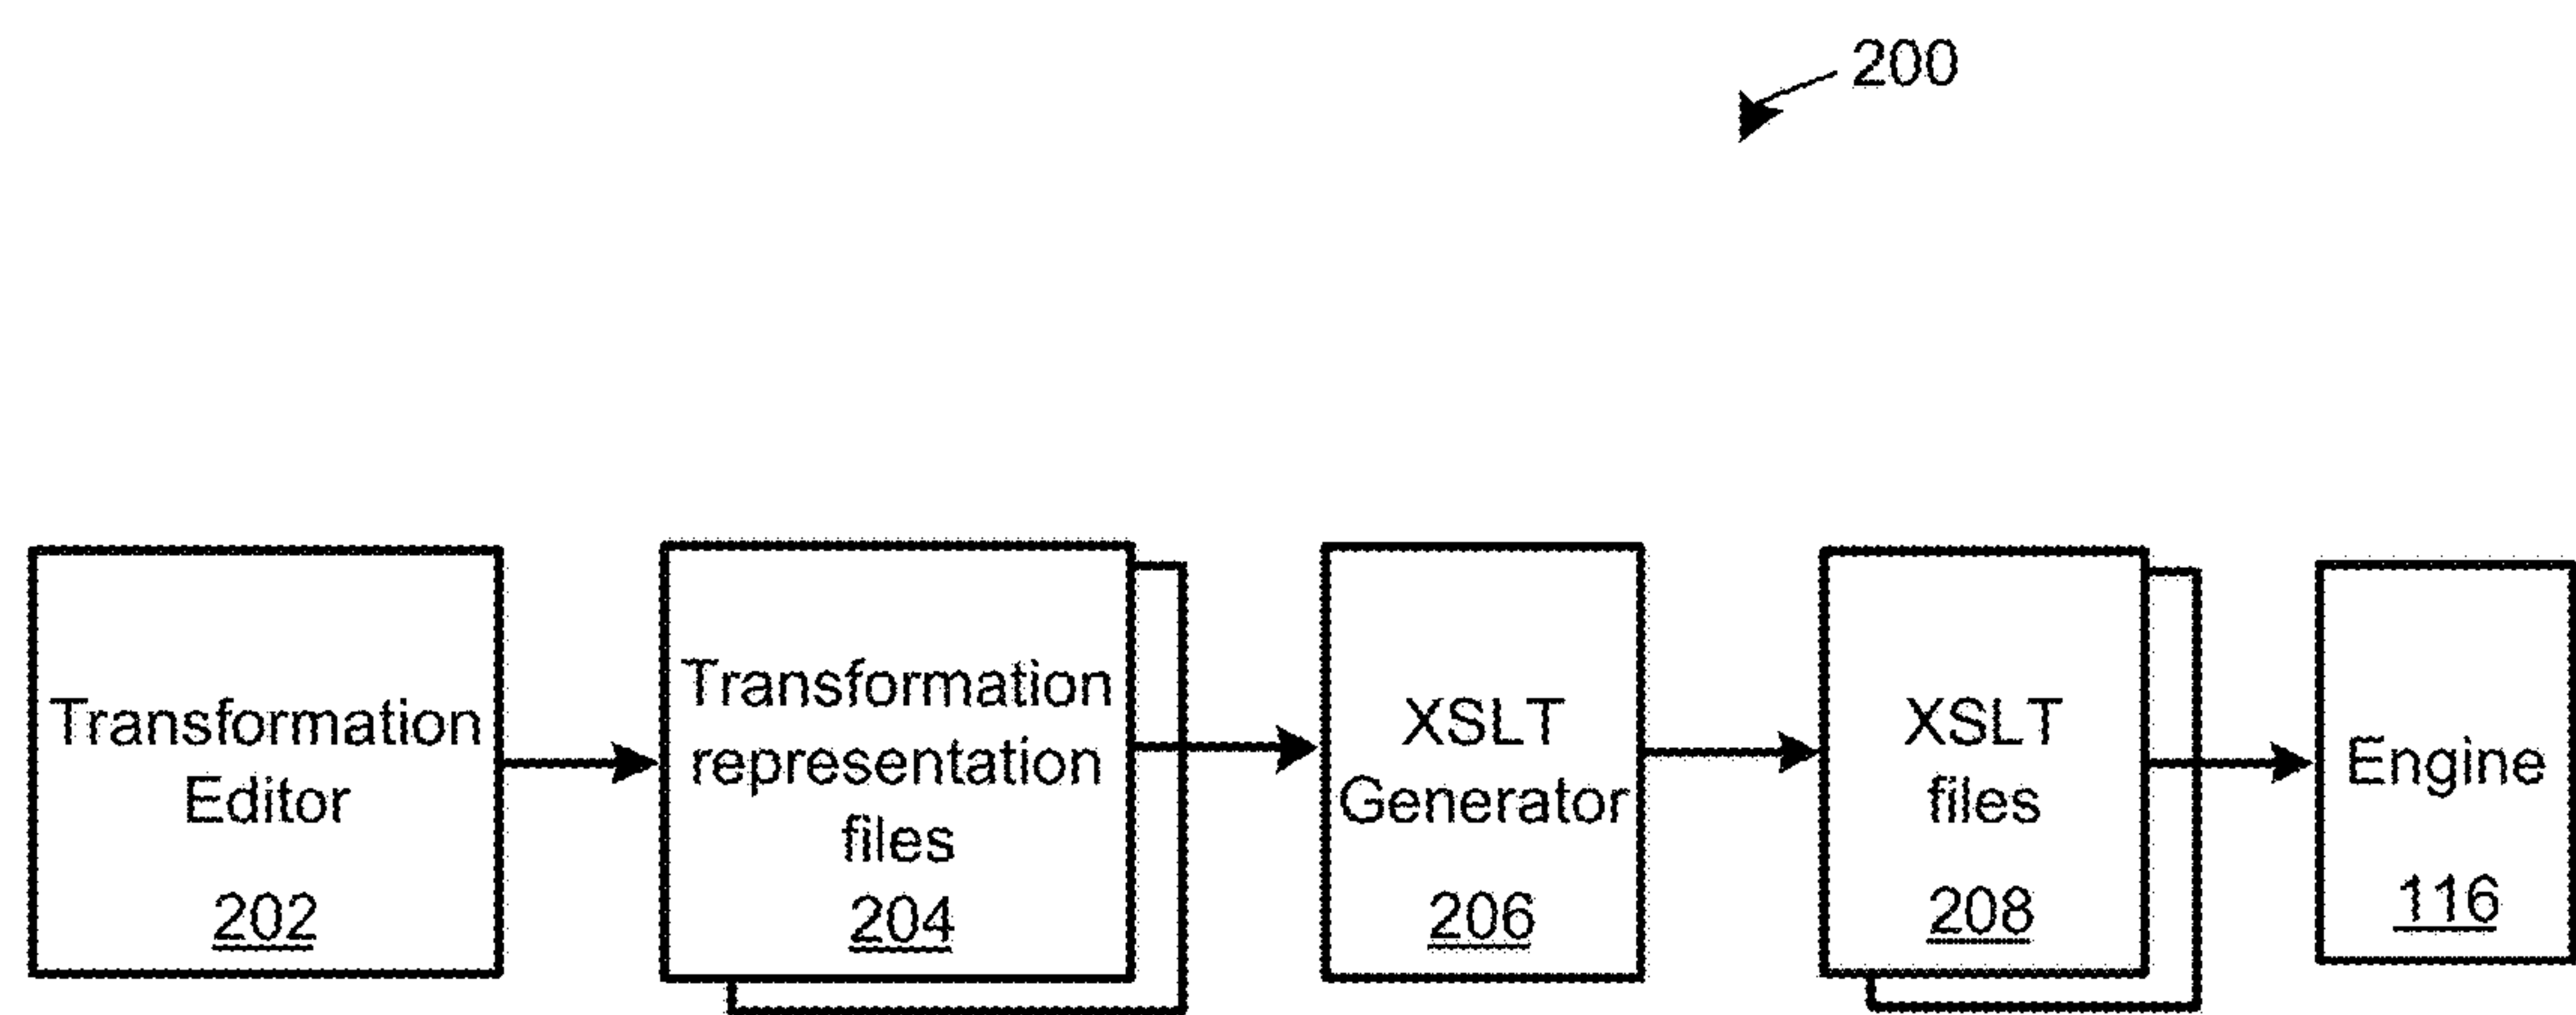 200
Transformation
Editor
202
Transformation
representation
files
204
XSLT
Generator
206
XSLT
files
208
Engine
116